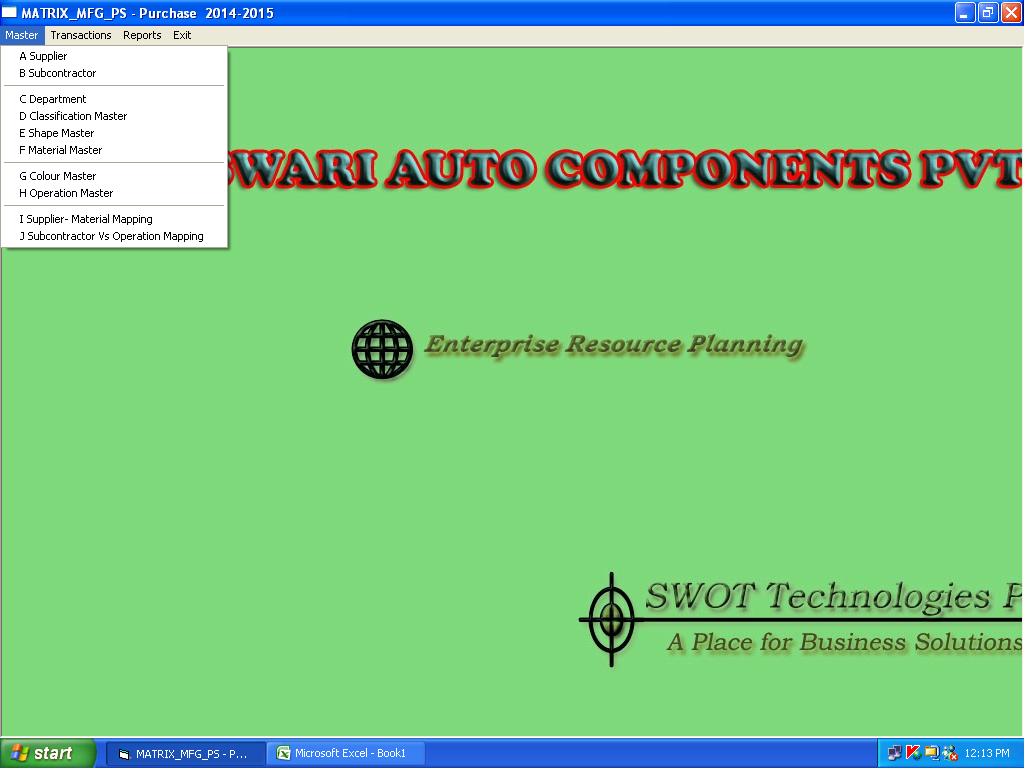 MATRIX_MFG_PS - Purchase 2014-2015
Master Transactions Reports Exit
A Supplier
B Subcontractor
C Department
D Classification Master
E Shape Master
F Material Master
G Colour Master
H Operation Master
I Supplier- Material Mapping
J Subcontractor Vs Operation Mapping
SWARI AUTO COMPONENTS PVT
Enterprise Resource Planning
SWOT Technologies P
A Place for Business Solutions
start MATRIX_MFG_PS - P... Microsoft Excel - Book1 12:13 PM